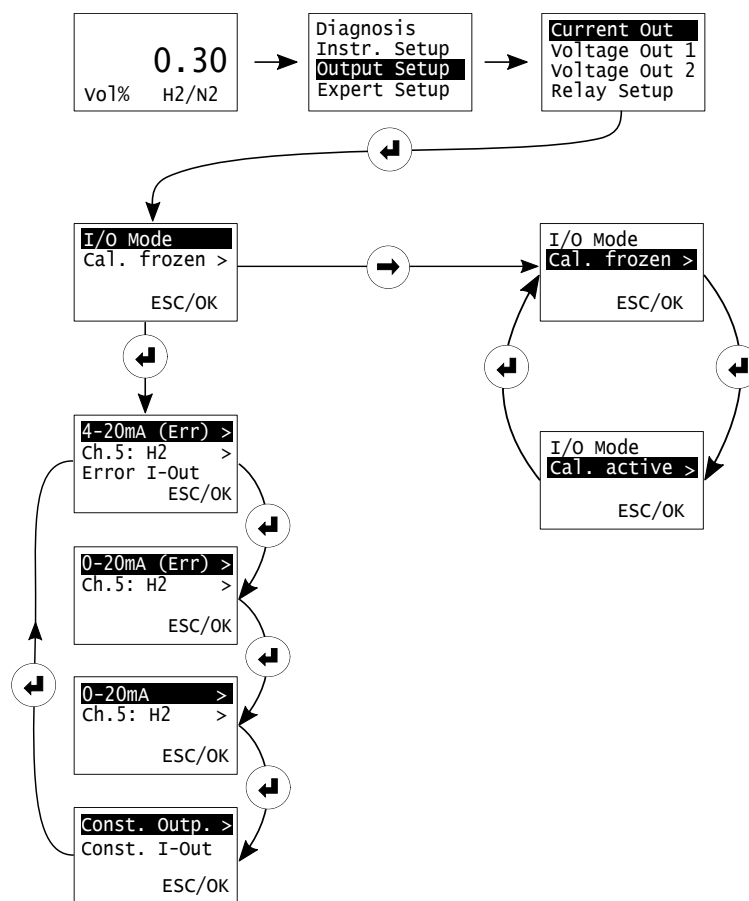 0.30
Vol% H2/N2
Diagnosis
Instr. Setup
Output Setup
Expert Setup
Current Out
Voltage Out 1
Voltage Out 2
Relay Setup
I/O Mode
Cal. frozen >
ESC/OK
I/O Mode
Cal. frozen >
ESC/OK
I/O Mode
Cal. active >
ESC/OK
4-20mA (Err) >
Ch.5: H2 >
Error I-Out
ESC/OK
0-20mA (Err) >
Ch.5: H2 >
ESC/OK
0-20mA >
Ch.5: H2 >
ESC/OK
Const. Outp. >
Const. I-Out
ESC/OK